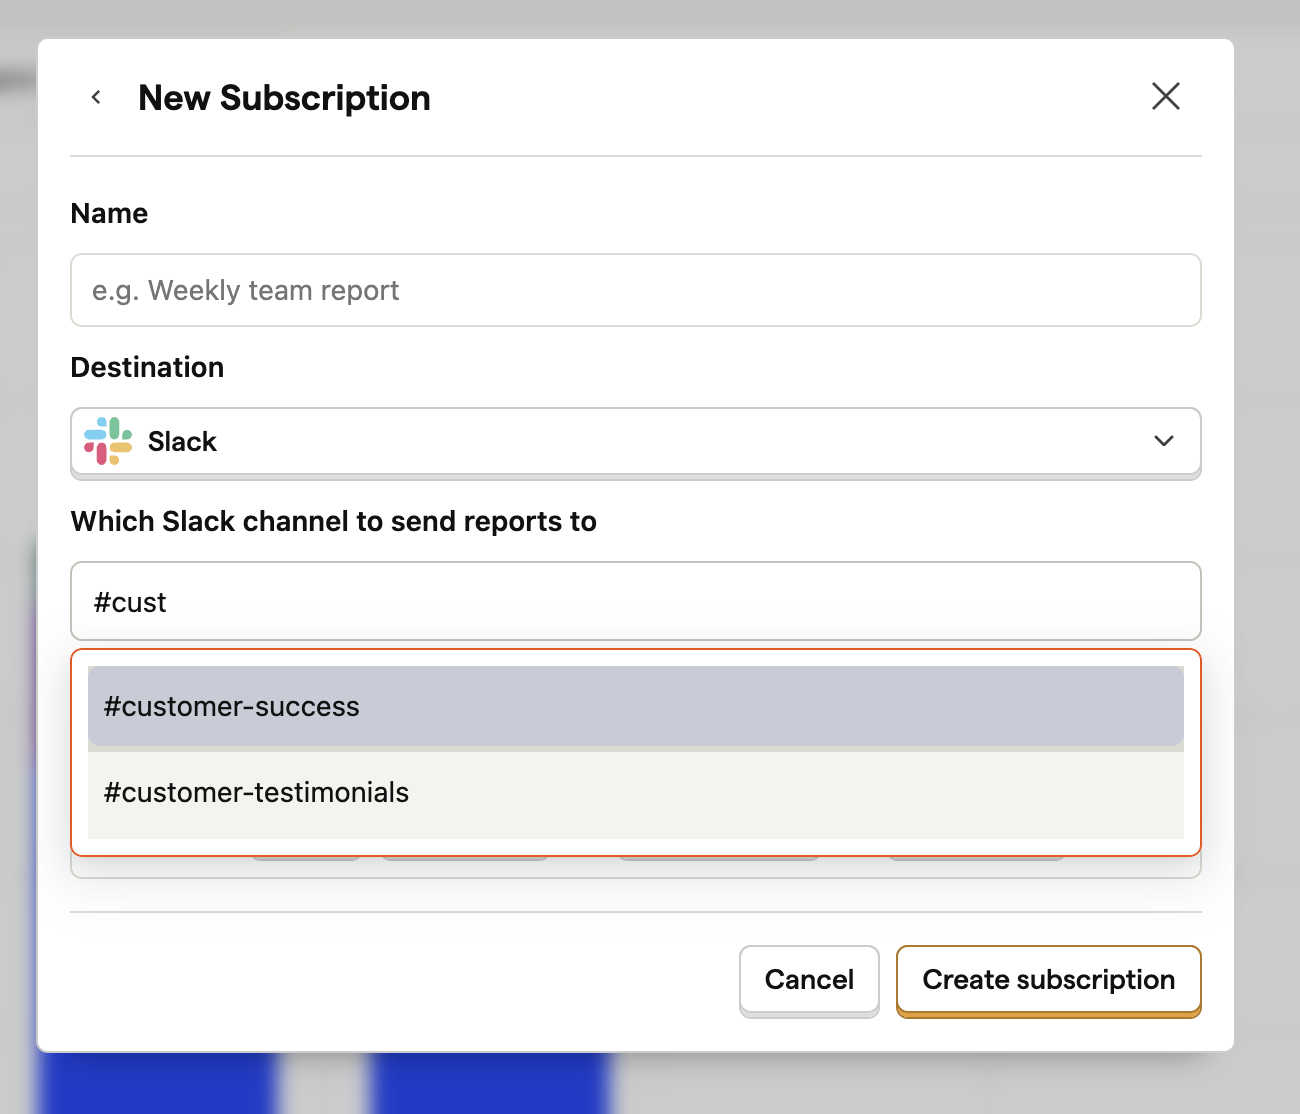 New Subscription
Name
e.g. Weekly team report
Destination
Slack
Which Slack channel to send reports to
#cust
#customer-success
#customer-testimonials
Cancel
Create subscription